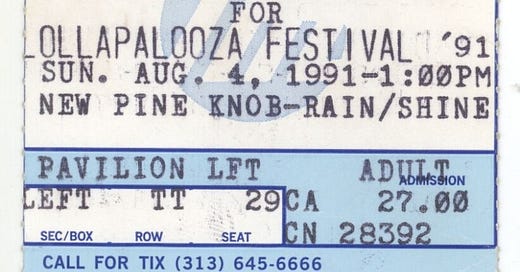 FOR
LOLLAPALOOZA FESTIVAL '91
SUN. AUG. 4, 1991-1:00PM
NEW PINE KNOB-RAIN/SHINE
PAVILION LFT ADULT
ADMISSION
LEFT TT 29 CA 27.00
SEC/BOX ROW SEAT CN 28392
CALL FOR TIX (313) 645-6666